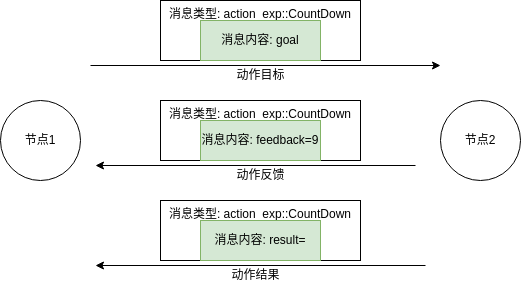 消息类型: action_exp::CountDown
消息内容: goal
动作目标
消息类型: action_exp::CountDown
节点1
消息内容: feedback=9
节点2
动作反馈
消息类型: action_exp::CountDown
消息内容: result=
动作结果